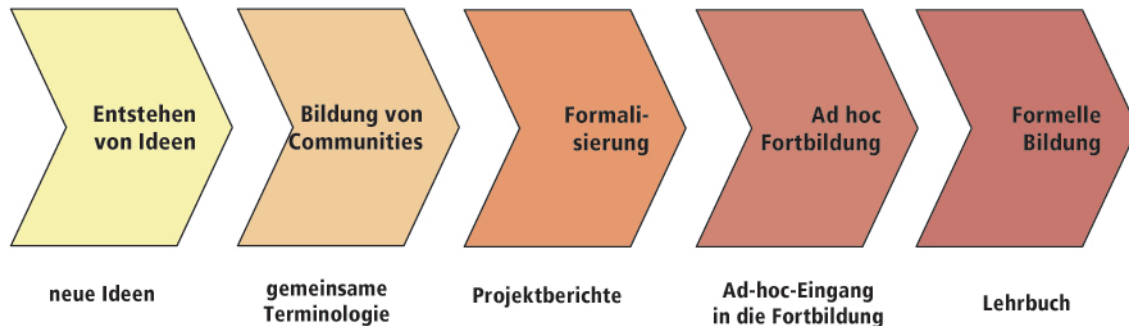 Entstehen
von Ideen
Bildung von
Communities
Formali-
sierung
Ad hoc
Fortbildung
Formelle
Bildung
neue Ideen
gemeinsame
Terminologie
Projektberichte
Ad-hoc-Eingang
in die Fortbildung
Lehrbuch